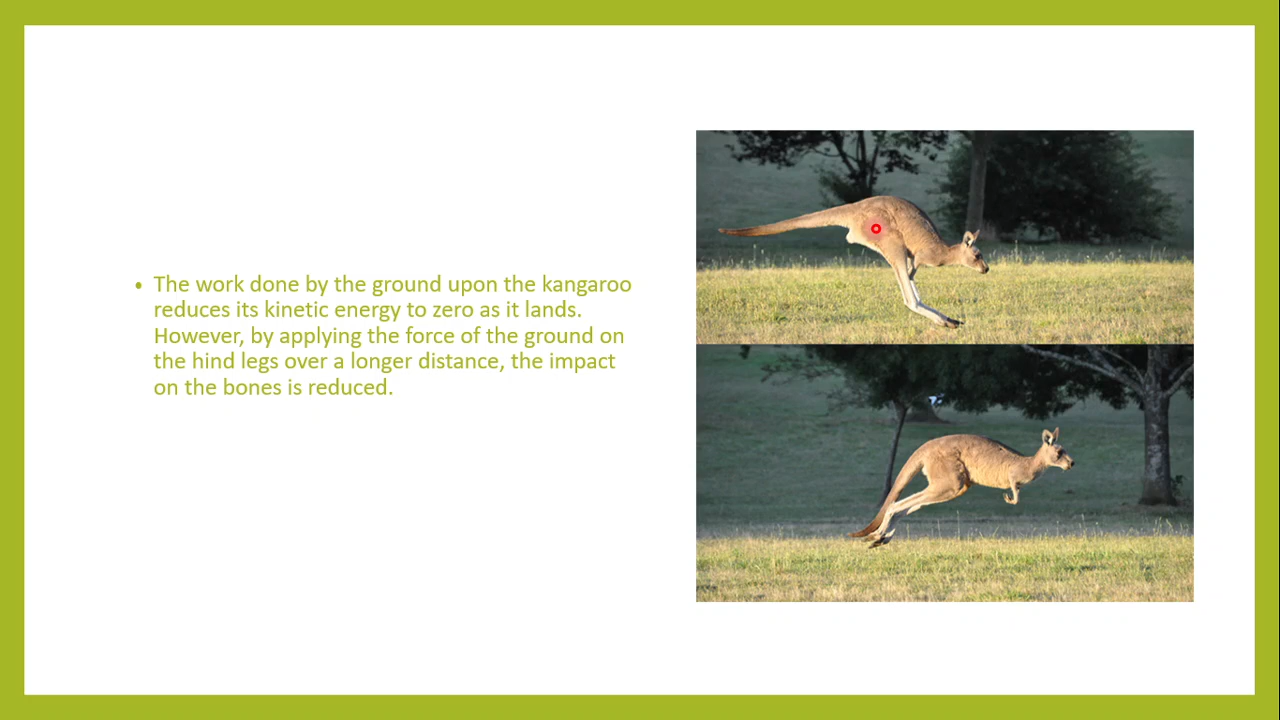 • The work done by the ground upon the kangaroo
reduces its kinetic energy to zero as it lands.
However, by applying the force of the ground on
the hind legs over a longer distance, the impact
on the bones is reduced.